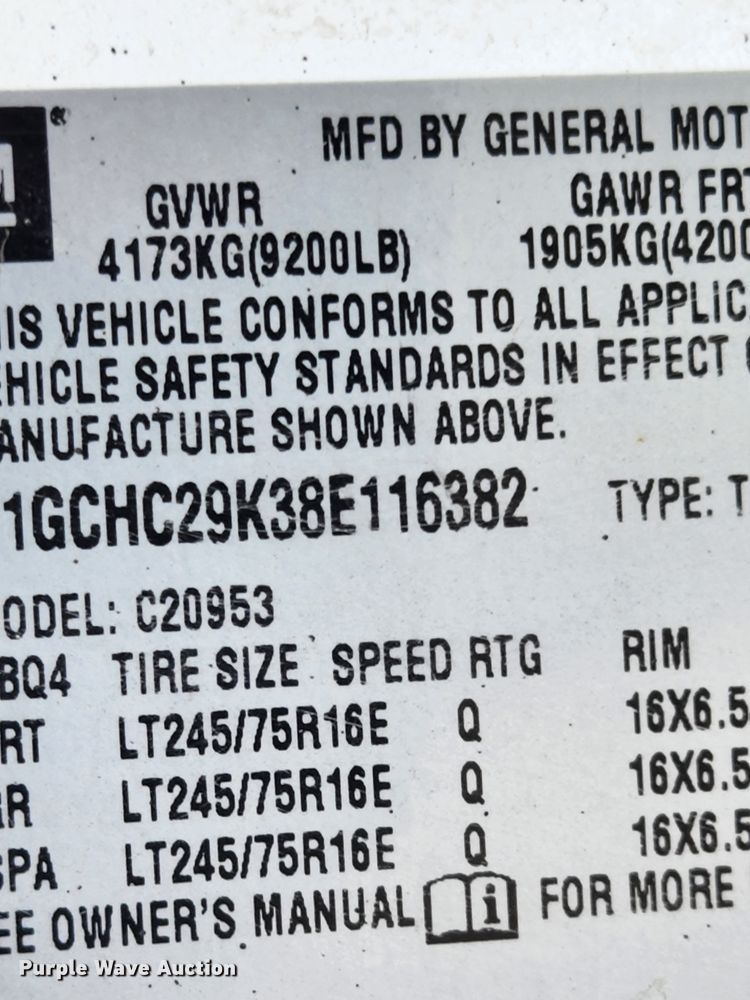 MFD BY GENERAL MOT
GVWR GAWR FRT
4173KG(9200LB) 1905KG(4200
IS VEHICLE CONFORMS TO ALL APPLIC
EHICLE SAFETY STANDARDS IN EFFECT
ANUFACTURE SHOWN ABOVE.
1GCHC29K38E116382 TYPE: T
ODEL: C20953
BQ4 TIRE SIZE SPEED RTG RIM
RT LT245/75R16E Q 16X6.5
RR LT245/75R16E Q 16X6.5
SPA LT245/75R16E Q 16X6.5
EE OWNER'S MANUAL i FOR MORE
Purple Wave Auction